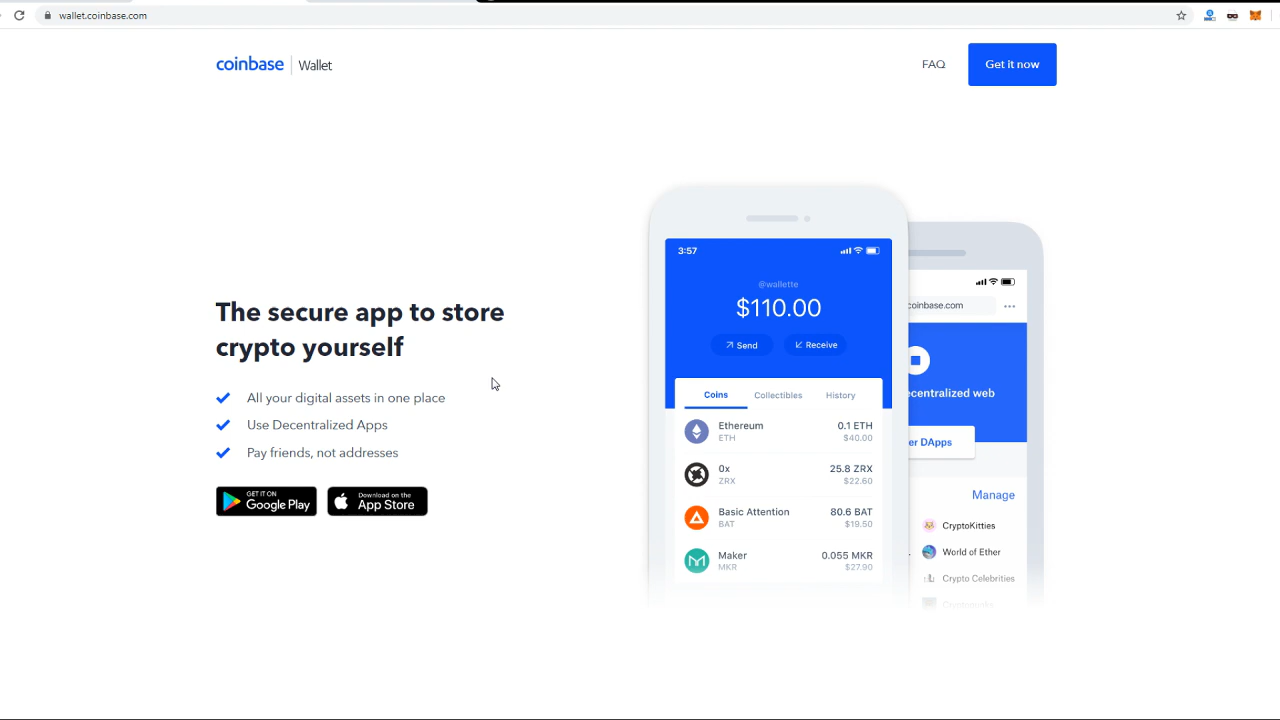 wallet.coinbase.com
coinbase | Wallet
FAQ
Get it now
The secure app to store
crypto yourself
All your digital assets in one place
Use Decentralized Apps
Pay friends, not addresses
GET IT ON
Google Play
Download on the
App Store
3:57
@wallette
$110.00
Send
Receive
Coins
Collectibles
History
Ethereum
0.1 ETH
ETH
$40.00
0x
25.8 ZRX
ZRX
$22.60
Basic Attention
80.6 BAT
BAT
$19.50
Maker
0.055 MKR
MKR
$27.90
coinbase.com
ecentralized web
er DApps
Manage
CryptoKitties
World of Ether
Crypto Celebrities